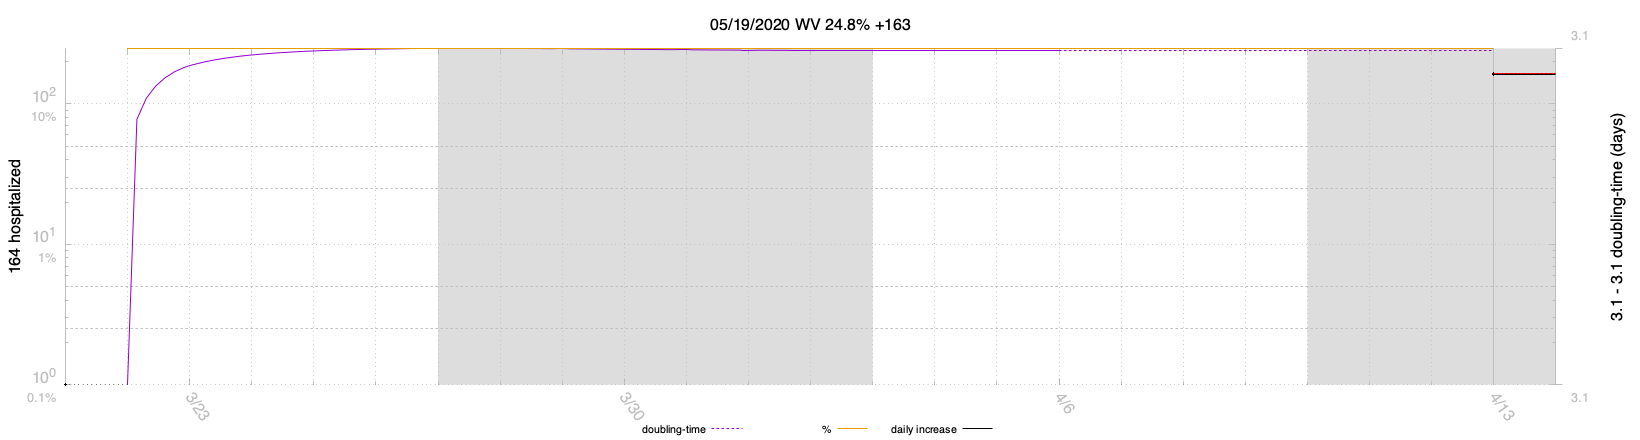 05/19/2020 WV 24.8% +163
3.1
10²
10%
10¹
1%
10⁰
0.1%
3.1
164 hospitalized
3.1 - 3.1 doubling-time (days)
3/23
3/30
4/6
4/13
doubling-time
%
daily increase